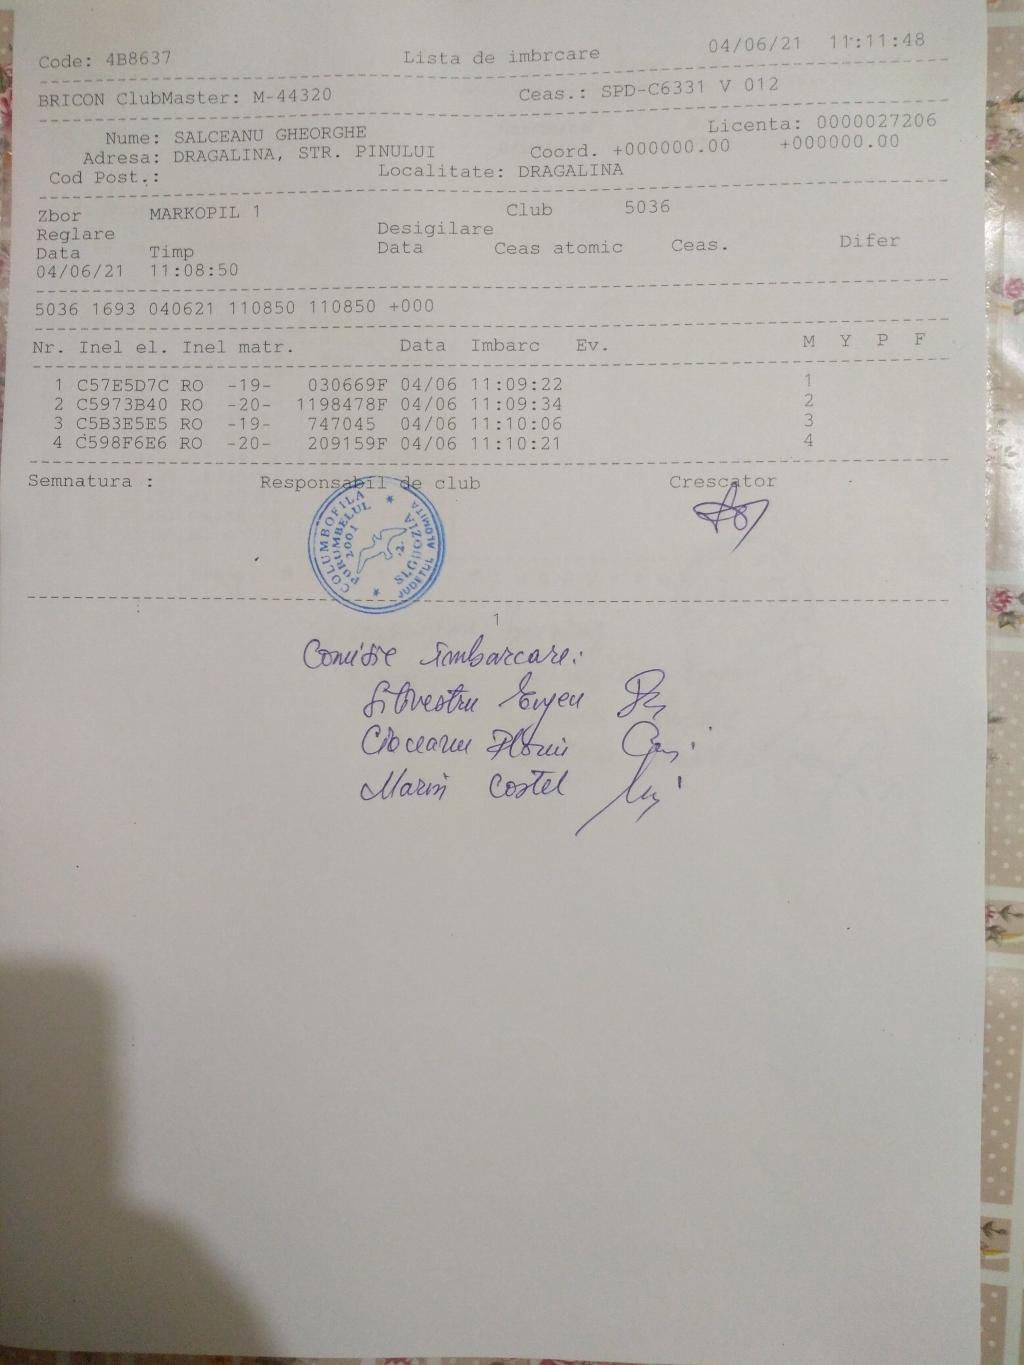 Code: 4B8637 Lista de imbrcare 04/06/21 11:11:48
BRICON ClubMaster: M-44320 Ceas.: SPD-C6331 V 012
Nume: SALCEANU GHEORGHE Licenta: 0000027206
Adresa: DRAGALINA, STR. PINULUI Coord. +000000.00 +000000.00
Cod Post.: Localitate: DRAGALINA
Zbor MARKOPIL 1 Club 5036
Reglare Desigilare
Data Timp Data Ceas atomic Ceas. Difer
04/06/21 11:08:50
5036 1693 040621 110850 110850 +000
Nr. Inel el. Inel matr. Data Imbarc Ev. M Y P F
1 C57E5D7C RO -19- 030669F 04/06 11:09:22 1
2 C5973B40 RO -20- 1198478F 04/06 11:09:34 2
3 C5B3E5E5 RO -19- 747045 04/06 11:10:06 3
4 C598F6E6 RO -20- 209159F 04/06 11:10:21 4
Semnatura : Responsabil de club Crescator
COLUMBOFILA
PORUMBELUL
2001
SLOBOZIA
JUDETUL IALOMITA
1
Comisie îmbarcare:
Silvestru Eugen
Cioceanu Florin
Marin Costel